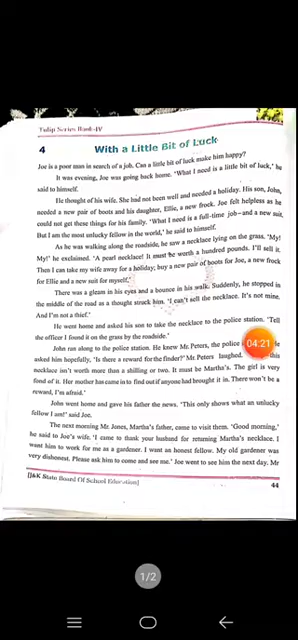 Tulip Series Book-IV
4 With a Little Bit of Luck
Joe is a poor man in search of a job. Can a little bit of luck make him happy?
It was evening, Joe was going back home. 'What I need is a little bit of luck,' he
said to himself.
He thought of his wife. She had not been well and needed a holiday. His son, John,
needed a new pair of boots and his daughter, Ellie, a new frock. Joe felt helpless as he
could not get these things for his family. 'What I need is a full-time job - and a new suit.
But I am the most unlucky fellow in the world,' he said to himself.
As he was walking along the roadside, he saw a necklace lying on the grass. 'My!
My!' he exclaimed. 'A pearl necklace! It must be worth a hundred pounds. I'll sell it.
Then I can take my wife away for a holiday; buy a new pair of boots for Joe, a new frock
for Ellie and a new suit for myself.'
There was a gleam in his eyes and a bounce in his walk. Suddenly, he stopped in
the middle of the road as a thought struck him. 'I can't sell the necklace. It's not mine.
And I'm not a thief.'
He went home and asked his son to take the necklace to the police station. 'Tell
the officer I found it on the grass by the roadside.'
John ran along to the police station. He knew Mr. Peters, the police He
asked him hopefully, 'Is there a reward for the finder?' Mr. Peters laughed. this
necklace isn't worth more than a shilling or two. It must be Martha's. The girl is very
fond of it. Her mother has came in to find out if anyone had brought it in. There won't be a
reward, I'm afraid.'
John went home and gave his father the news. 'This only shows what an unlucky
fellow I am!' said Joe.
The next morning Mr. Jones, Martha's father, came to visit them. 'Good morning,'
he said to Joe's wife. 'I came to thank your husband for returning Martha's necklace. I
want him to work for me as a gardener. I want an honest fellow. My old gardener was
very dishonest. Please ask him to come and see me.' Joe went to see him the next day. Mr
[J&K State Board Of School Education]
44
04:21
1/2